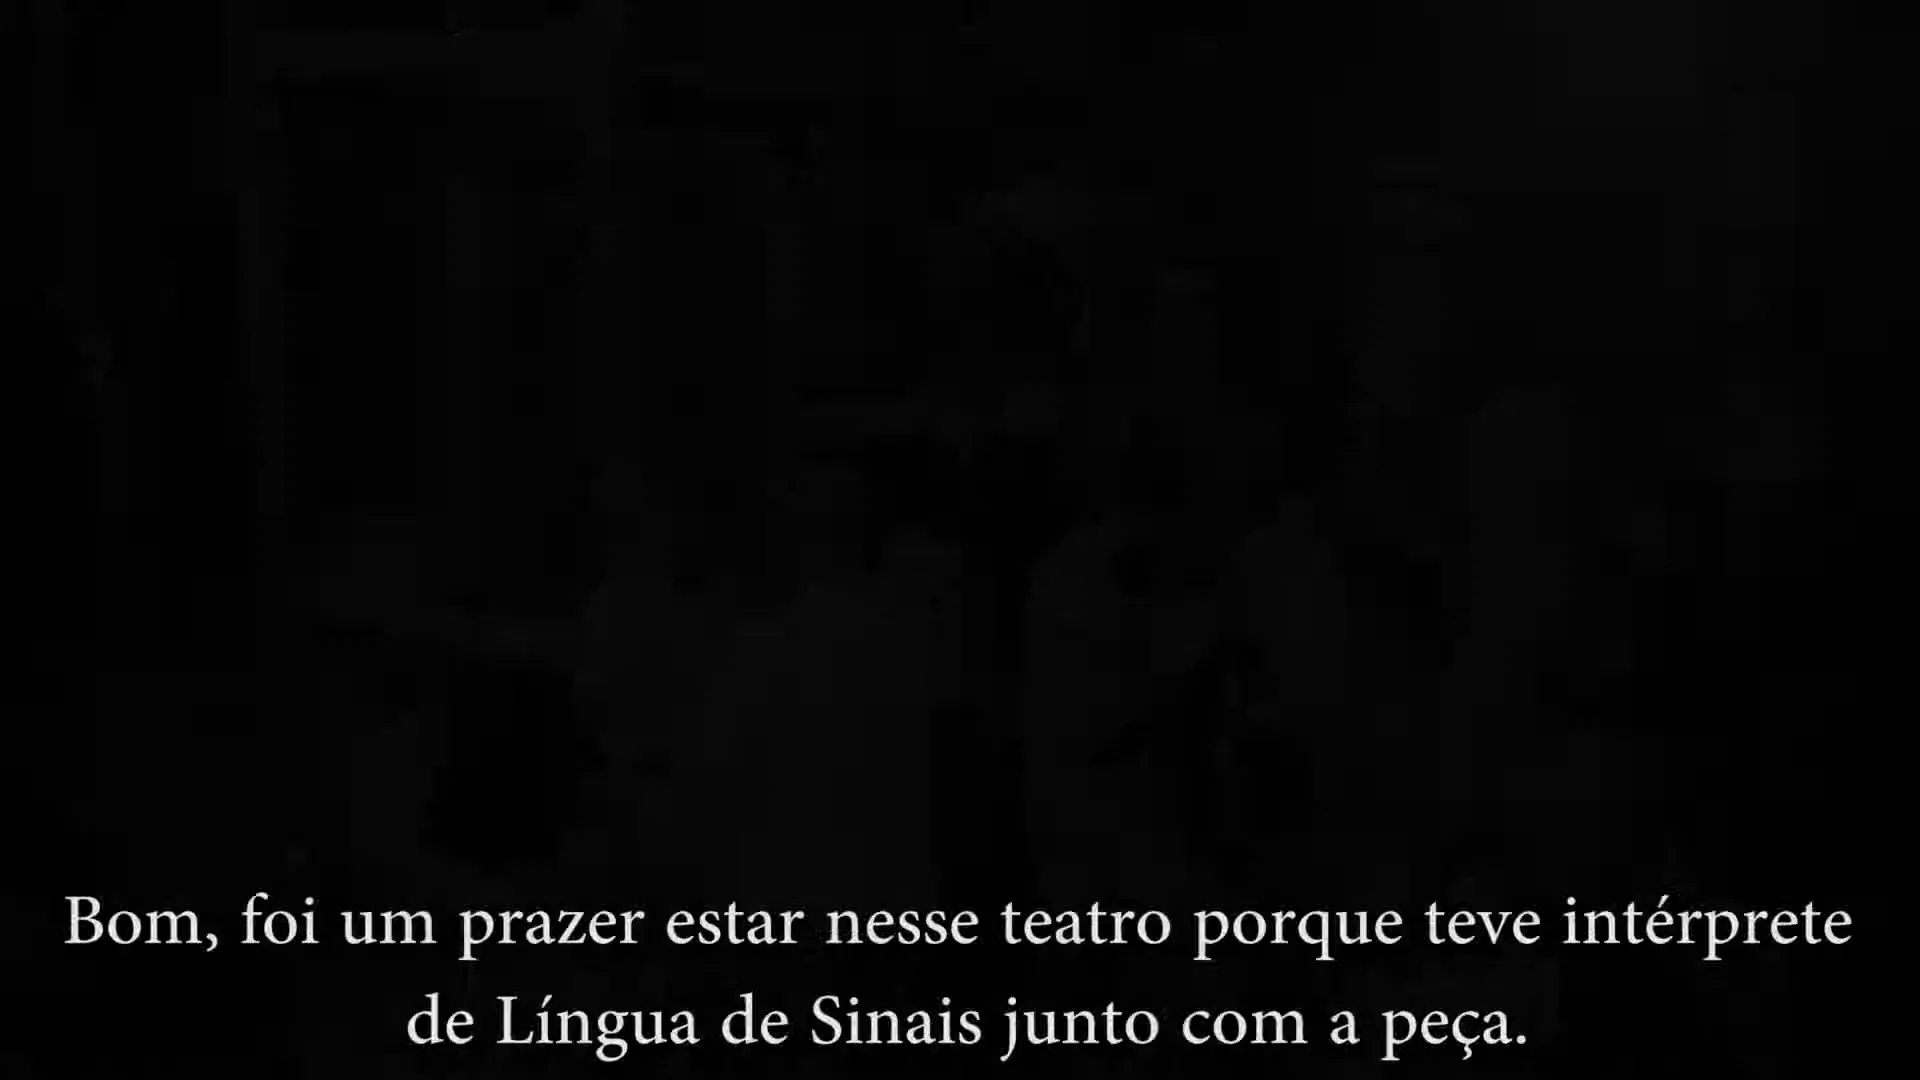 Bom, foi um prazer estar nesse teatro porque teve intérprete
de Língua de Sinais junto com a peça.